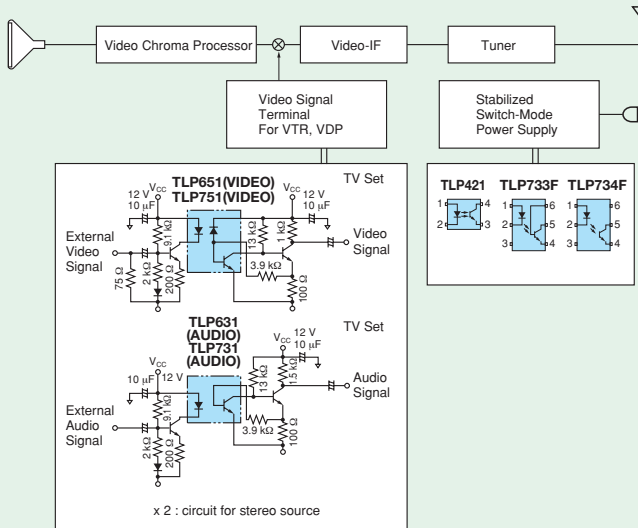 Video Chroma Processor
Video-IF
Tuner
Video Signal
Terminal
For VTR, VDP
Stabilized
Switch-Mode
Power Supply
TLP651(VIDEO)
TLP751(VIDEO)
TV Set
VCC
12 V
10 µF
9.1 kΩ
External
Video
Signal
75 Ω
2 kΩ
200 Ω
VCC
12 V
10 µF
13 kΩ
1 kΩ
3.9 kΩ
100 Ω
Video
Signal
TLP631
(AUDIO)
TLP731
(AUDIO)
TV Set
VCC
10 µF
12 V
9.1 kΩ
External
Audio
Signal
2 kΩ
200 Ω
VCC
12 V
10 µF
13 kΩ
1.5 kΩ
3.9 kΩ
100 Ω
Audio
Signal
x 2 : circuit for stereo source
TLP421
1 4
2 3
TLP733F
1 6
2 5
3 4
TLP734F
1 6
2 5
3 4